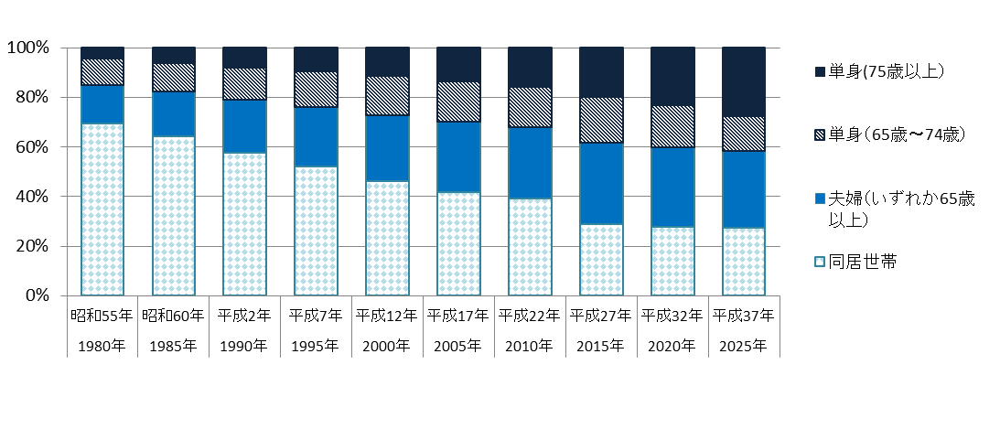 100%
80%
60%
40%
20%
0%
昭和55年 昭和60年 平成2年 平成7年 平成12年 平成17年 平成22年 平成27年 平成32年 平成37年
1980年 1985年 1990年 1995年 2000年 2005年 2010年 2015年 2020年 2025年
単身(75歳以上）
単身（65歳～74歳）
夫婦（いずれか65歳
以上）
同居世帯